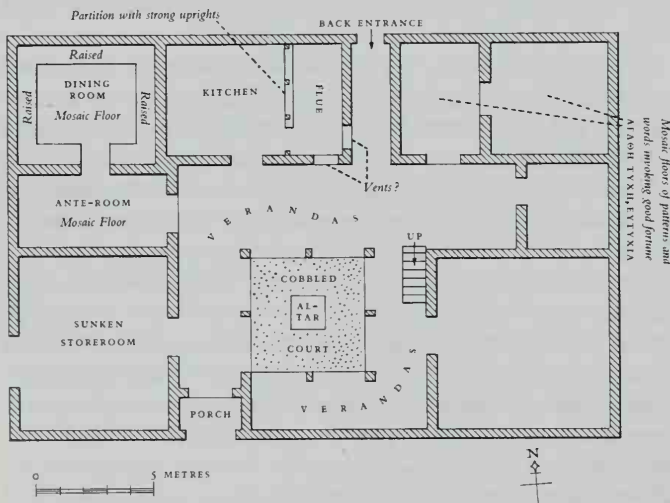 Partition with strong uprights
BACK ENTRANCE
Raised
Raised
DINING
ROOM
Mosaic Floor
Raised
KITCHEN
FLUE
Mosaic floors of patterns and
words invoking good fortune
ΑΓΑΘΗ ΤΥΧΗ, ΕΥΤΥΧΙΑ
Vents?
ANTE-ROOM
Mosaic Floor
VERANDAS
UP
COBBLED
AL-
TAR
COURT
SUNKEN
STOREROOM
VERANDAS
PORCH
0 5 METRES
N